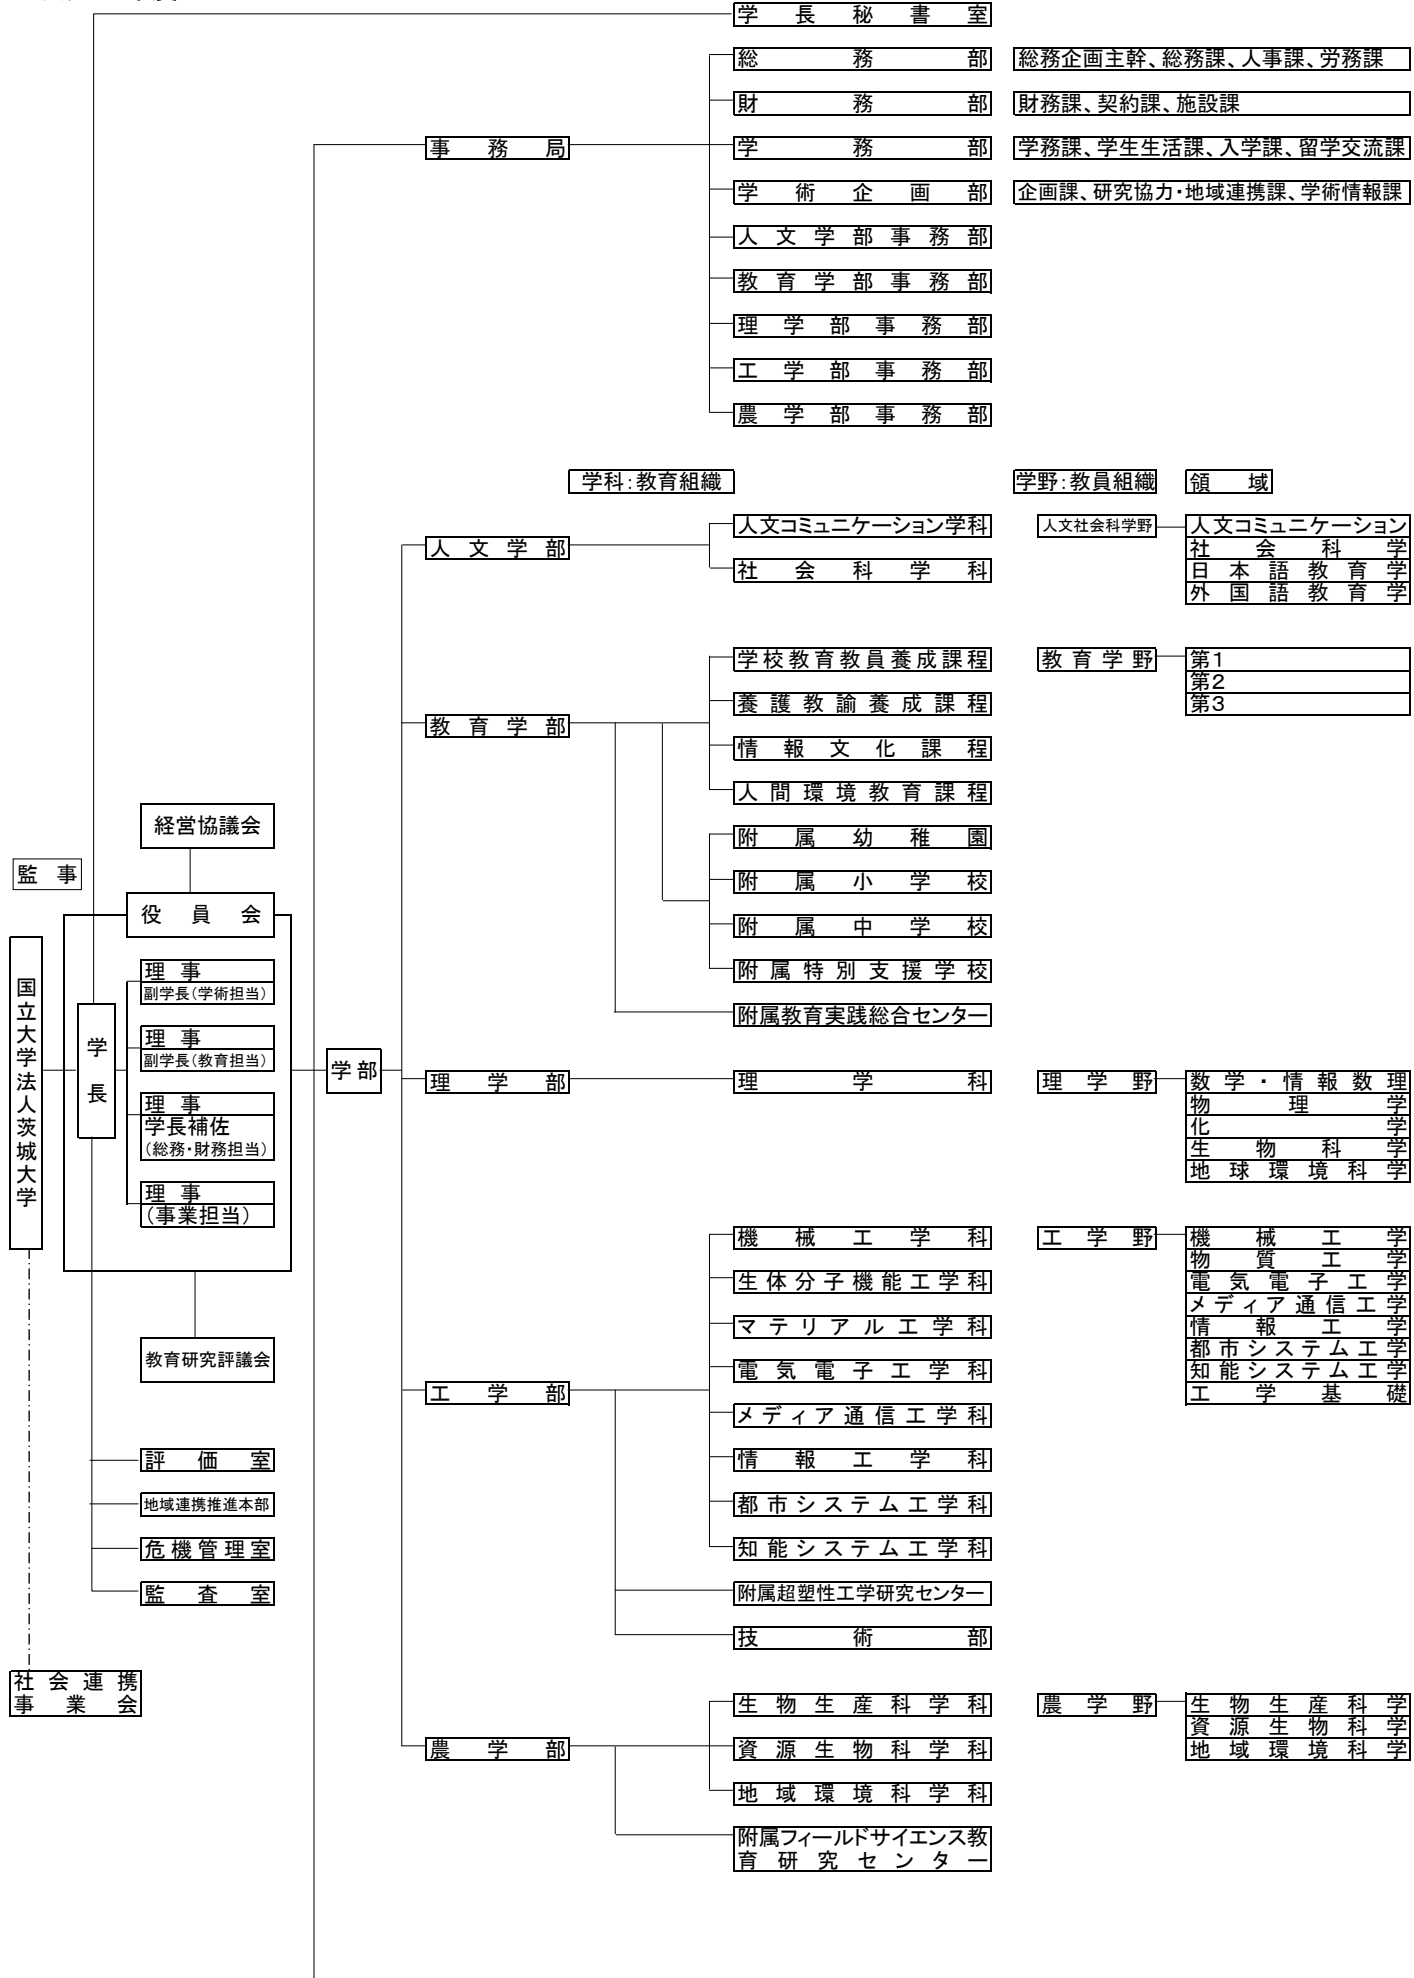 学長秘書室
総務部 総務企画主幹、総務課、人事課、労務課
財務部 財務課、契約課、施設課
事務局 学務部 学務課、学生生活課、入学課、留学交流課
学術企画部 企画課、研究協力・地域連携課、学術情報課
人文学部事務部
教育学部事務部
理学部事務部
工学部事務部
農学部事務部
学科：教育組織 学野：教員組織 領域
人文学部
人文コミュニケーション学科
社会科学科
人文社会科学野
人文コミュニケーション
社会科学
日本語教育学
外国語教育学
教育学部
学校教育教員養成課程
養護教諭養成課程
情報文化課程
人間環境教育課程
附属幼稚園
附属小学校
附属中学校
附属特別支援学校
附属教育実践総合センター
教育学野
第1
第2
第3
経営協議会
監事
役員会
国立大学法人茨城大学
学長
理事
副学長（学術担当）
理事
副学長（教育担当）
理事
学長補佐
（総務・財務担当）
理事
（事業担当）
学部
教育研究評議会
評価室
地域連携推進本部
危機管理室
監査室
社会連携
事業会
理学部
理学科
理学野
数学・情報数理
物理学
化学
生物科学
地球環境科学
工学部
機械工学科
生体分子機能工学科
マテリアル工学科
電気電子工学科
メディア通信工学科
情報工学科
都市システム工学科
知能システム工学科
附属超塑性工学研究センター
技術部
工学野
機械工学
物質工学
電気電子工学
メディア通信工学
情報工学
都市システム工学
知能システム工学
工学基礎
農学部
生物生産科学科
資源生物科学科
地域環境科学科
附属フィールドサイエンス教
育研究センター
農学野
生物生産科学
資源生物科学
地域環境科学